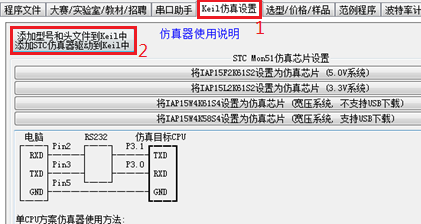 程序文件 大赛/实验室/教材/招聘 串口助手 Keil仿真设置 选型/价格/样品 范例程序 波特率计
1
添加型号和头文件到Keil中
添加STC仿真器驱动到Keil中
仿真器使用说明
2
STC Mon51仿真芯片设置
将IAP15F2K61S2设置为仿真芯片 (5.0V系统)
将IAP15L2K61S2设置为仿真芯片 (3.3V系统)
将IAP15W4K61S4设置为仿真芯片 (宽压系统, 不支持USB下载)
将IAP15W4K58S4设置为仿真芯片 (宽压系统, 支持USB下载)
电脑 RS232 仿真目标CPU
RXD Pin2 P3.1 TXD
TXD Pin3 P3.0 RXD
GND Pin5 GND
单CPU方案仿真器使用方法: